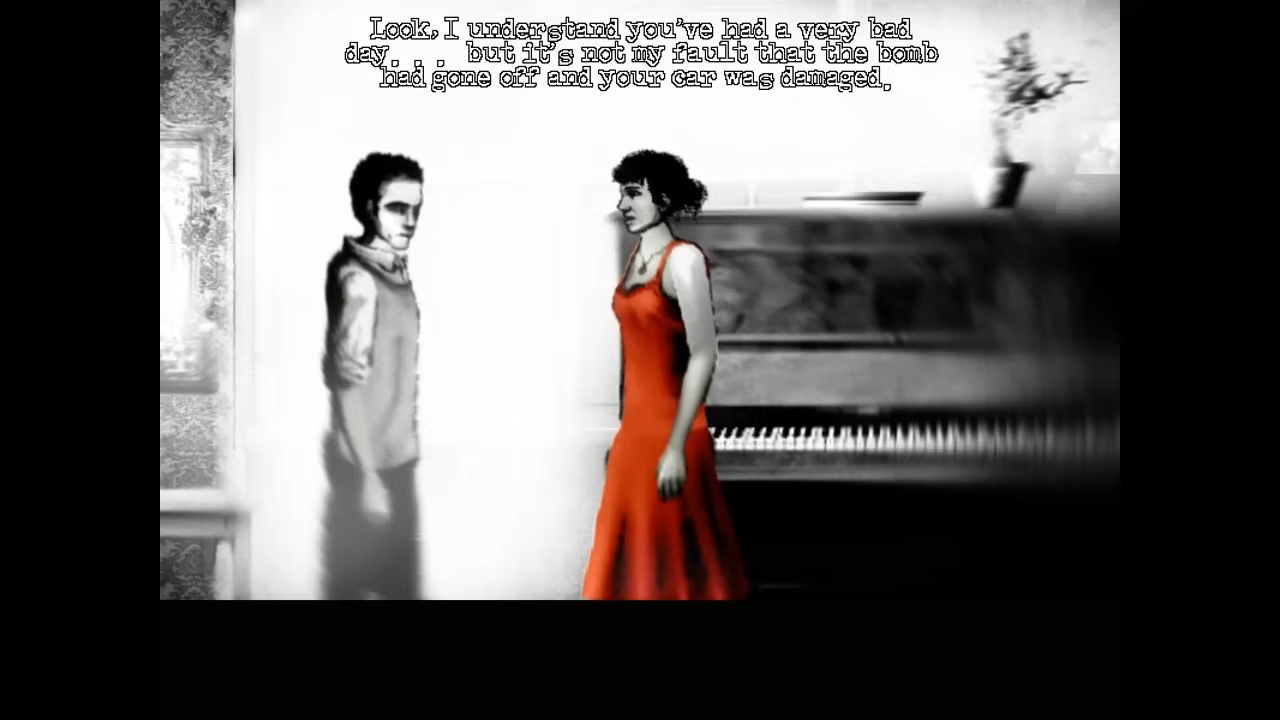 Look, I understand you've had a very bad
day. . . but it's not my fault that the bomb
had gone off and your car was damaged.